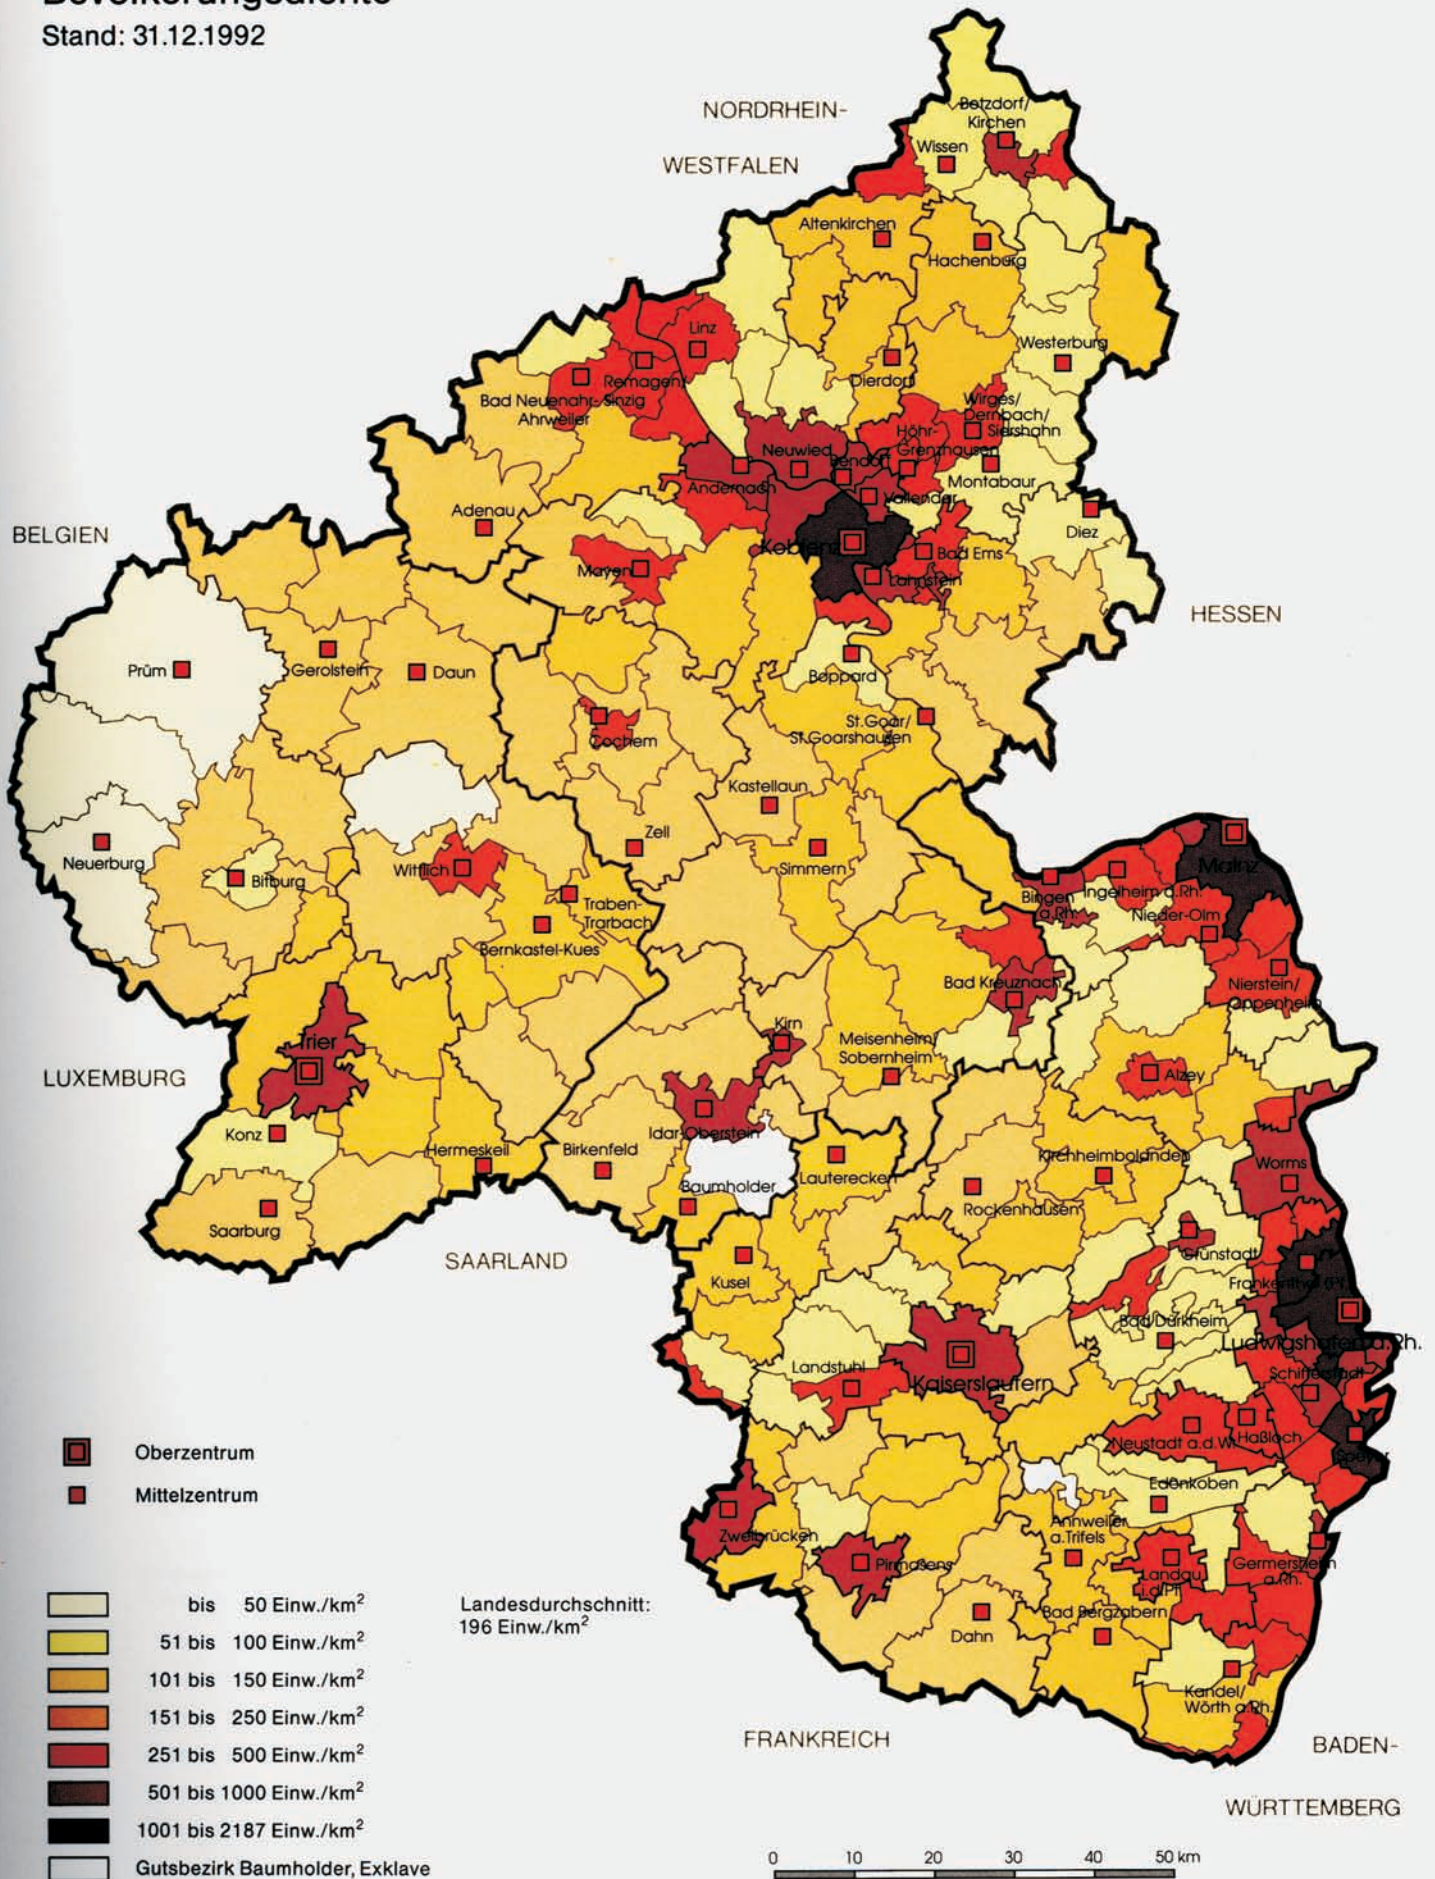 Stand: 31.12.1992
NORDRHEIN-
WESTFALEN
Betzdorf/
Kirchen
Wissen
Altenkirchen
Hachenburg
Linz
Westerburg
Remagen/
Sinzig
Dierdorf
Bad Neuenahr-
Ahrweiler
Wirges/
Dernbach/
Siershahn
Höhr-
Grenzhausen
Neuwied
Bendorf
Andernach
Montabaur
Vallendar
Adenau
BELGIEN
Diez
Koblenz
Bad Ems
Mayen
Lahnstein
HESSEN
Prüm
Gerolstein
Daun
Boppard
St.Goar/
St.Goarshausen
Cochem
Kastellaun
Zell
Neuerburg
Simmern
Mainz
Wittlich
Bitburg
Bingen
a.Rh.
Ingelheim a.Rh.
Traben-
Trarbach
Nieder-Olm
Bernkastel-Kues
Bad Kreuznach
Nierstein/
Oppenheim
Kirn
Trier
Meisenheim/
Sobernheim
LUXEMBURG
Alzey
Konz
Idar-Oberstein
Hermeskeil
Birkenfeld
Kirchheimbolanden
Worms
Baumholder
Lauterecken
Rockenhausen
Saarburg
SAARLAND
Grünstadt
Kusel
Frankenthal (Pf.)
Bad Dürkheim
Ludwigshafen a.Rh.
Landstuhl
Schifferstadt
Kaiserslautern
Neustadt a.d.W.
Haßloch
Speyer
Oberzentrum
Mittelzentrum
Edenkoben
Zweibrücken
Annweiler
a.Trifels
Pirmasens
Landau
i.d.Pf.
Germersheim
a.Rh.
bis 50 Einw./km²
51 bis 100 Einw./km²
101 bis 150 Einw./km²
151 bis 250 Einw./km²
251 bis 500 Einw./km²
501 bis 1000 Einw./km²
1001 bis 2187 Einw./km²
Gutsbezirk Baumholder, Exklave
Landesdurchschnitt:
196 Einw./km²
Bad Bergzabern
Dahn
Kandel/
Wörth a.Rh.
FRANKREICH
BADEN-
WÜRTTEMBERG
0 10 20 30 40 50 km